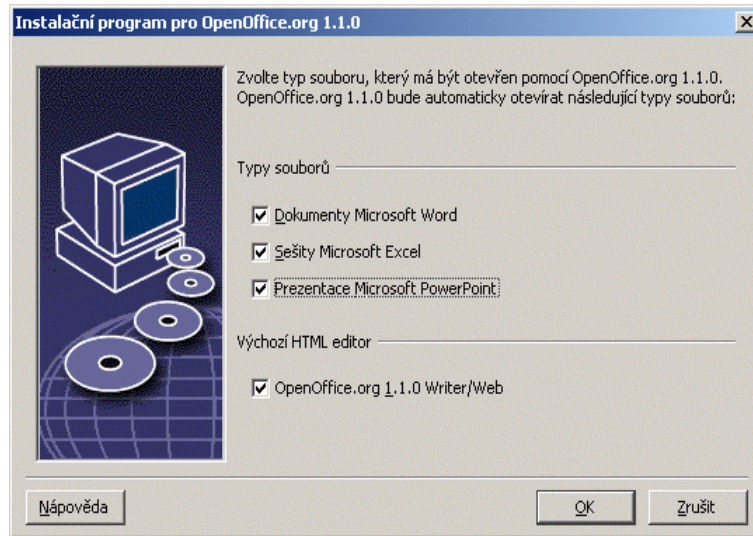 Instalační program pro OpenOffice.org 1.1.0
Zvolte typ souboru, který má být otevřen pomocí OpenOffice.org 1.1.0.
OpenOffice.org 1.1.0 bude automaticky otevírat následující typy souborů:
Typy souborů
Dokumenty Microsoft Word
Sešity Microsoft Excel
Prezentace Microsoft PowerPoint
Výchozí HTML editor
OpenOffice.org 1.1.0 Writer/Web
Nápověda
OK
Zrušit